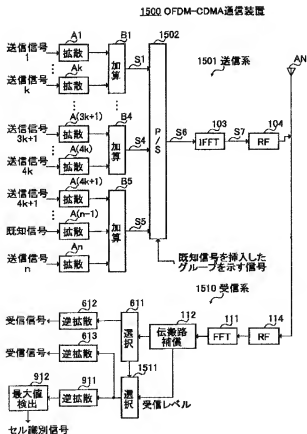 1500 OFDM-CDMA通信装置
送信信号 1
A1
拡散
送信信号 k
Ak
拡散
B1
加算
S1
1502
P/S
1501 送信系
AN
送信信号 3k+1
A(3k+1)
拡散
送信信号 4k
A(4k)
拡散
B4
加算
S4
S6
103
IFFT
S7
104
RF
送信信号 4k+1
A(4k+1)
拡散
既知信号
A(n-1)
拡散
送信信号 n
An
拡散
B5
加算
S5
既知信号を挿入した
グループを示す信号
1510 受信系
受信信号
612
逆拡散
611
選択
112
伝搬路
補償
111
FFT
114
RF
受信信号
613
逆拡散
1511
選択
受信レベル
912
最大値
検出
911
逆拡散
セル識別信号